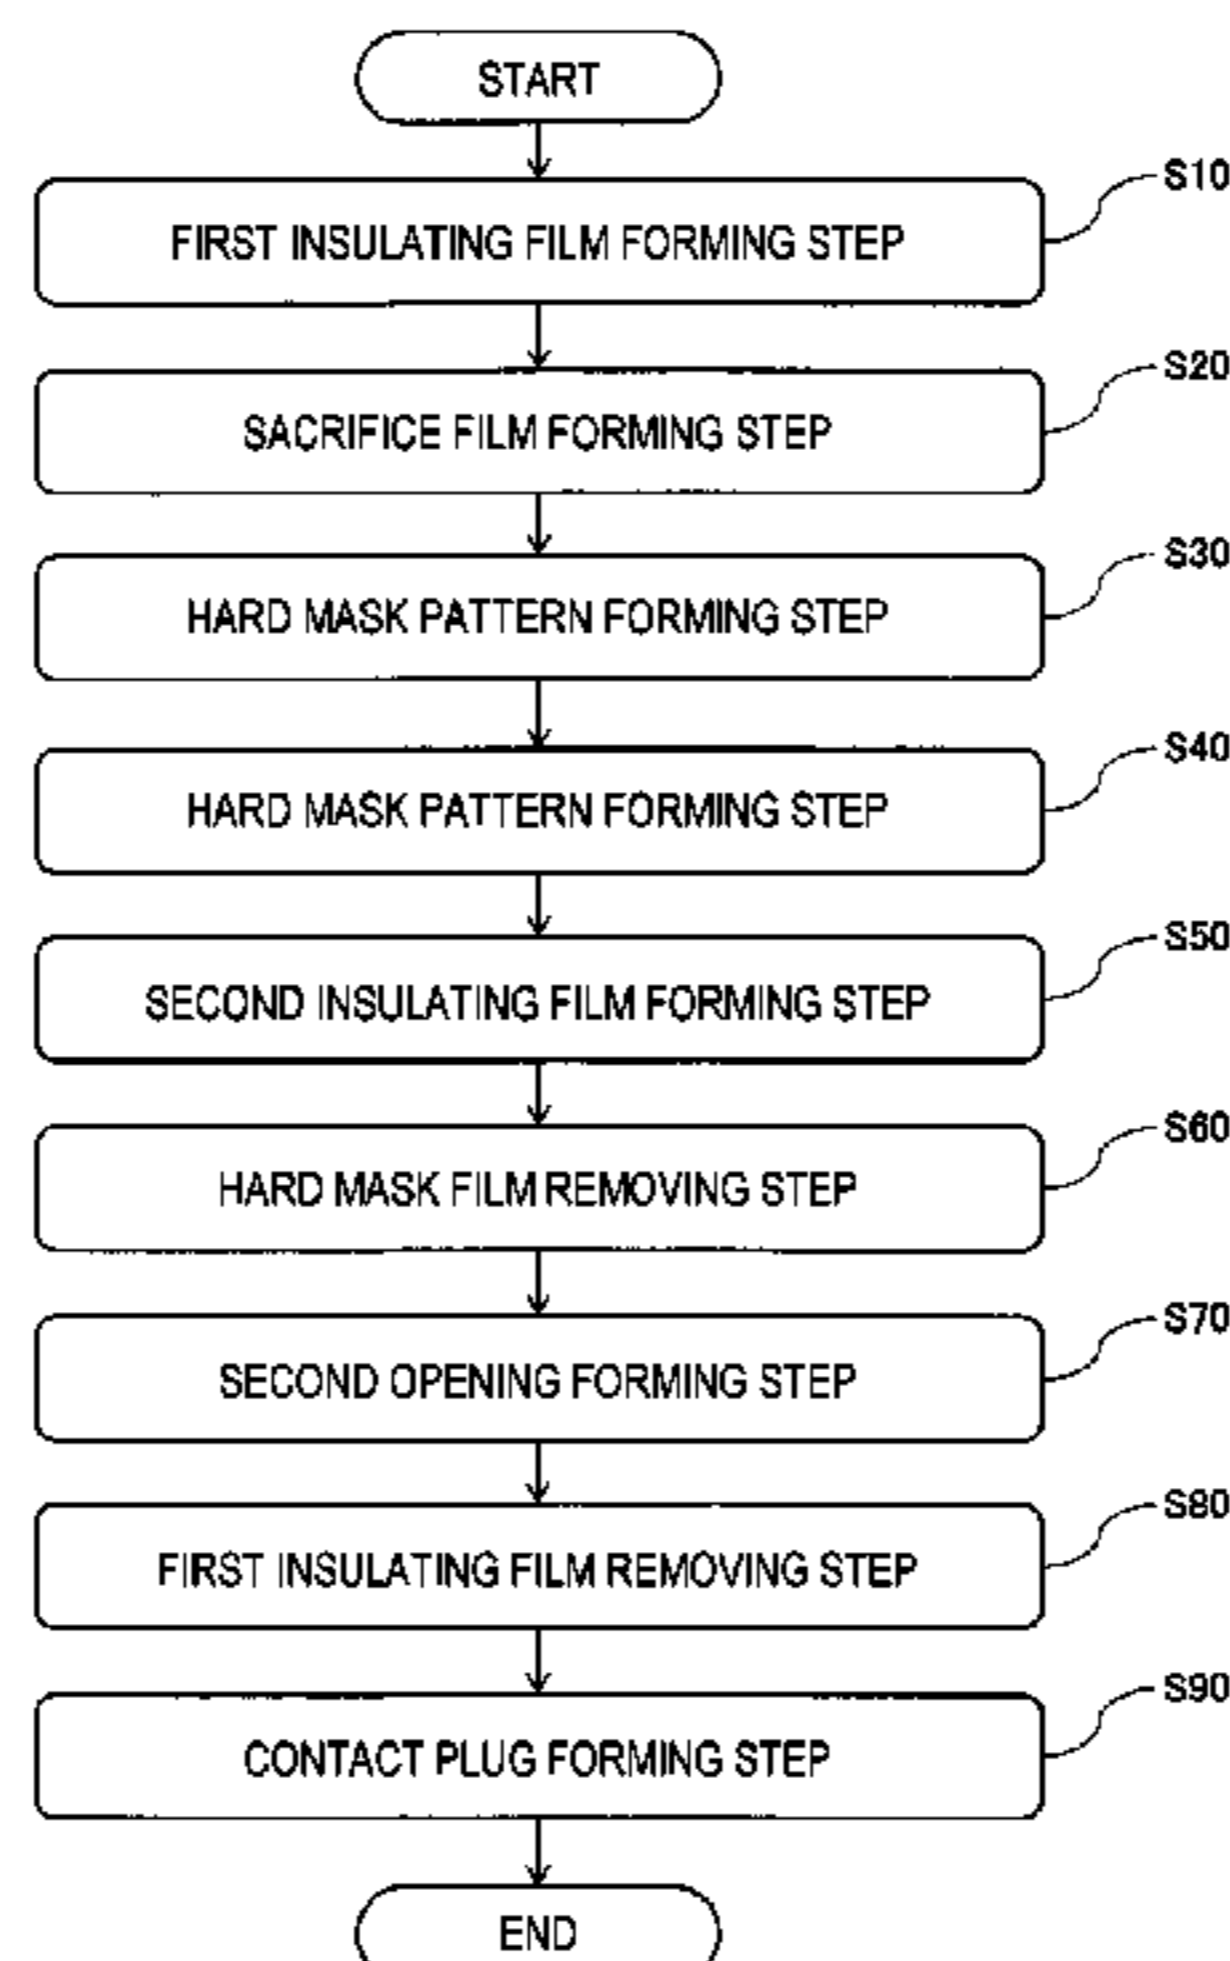 START
S10
FIRST INSULATING FILM FORMING STEP
S20
SACRIFICE FILM FORMING STEP
S30
HARD MASK PATTERN FORMING STEP
S40
HARD MASK PATTERN FORMING STEP
S50
SECOND INSULATING FILM FORMING STEP
S60
HARD MASK FILM REMOVING STEP
S70
SECOND OPENING FORMING STEP
S80
FIRST INSULATING FILM REMOVING STEP
S90
CONTACT PLUG FORMING STEP
END